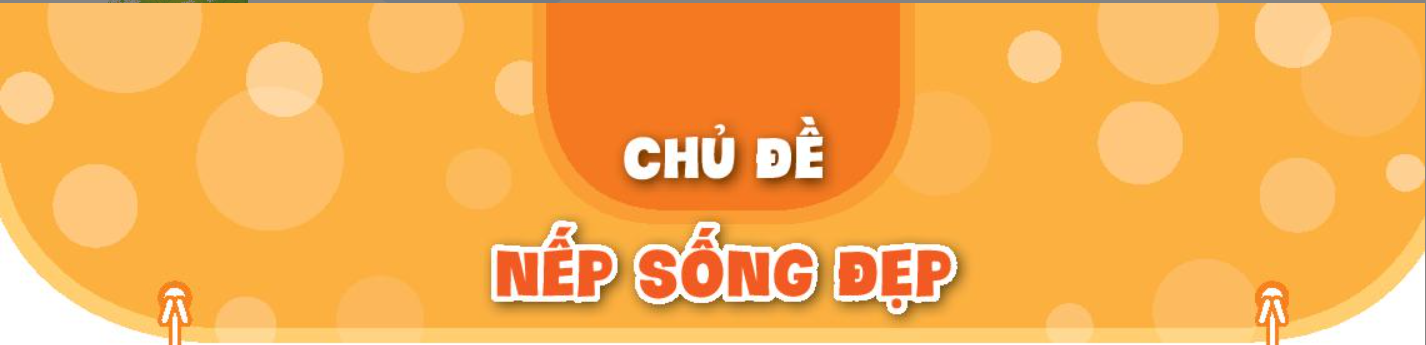 CHỦ ĐỀ
NẾP SỐNG ĐẸP